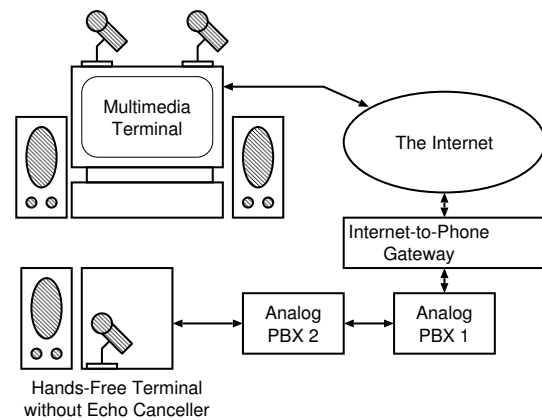 Multimedia
Terminal
The Internet
Internet-to-Phone
Gateway
Analog
PBX 2
Analog
PBX 1
Hands-Free Terminal
without Echo Canceller